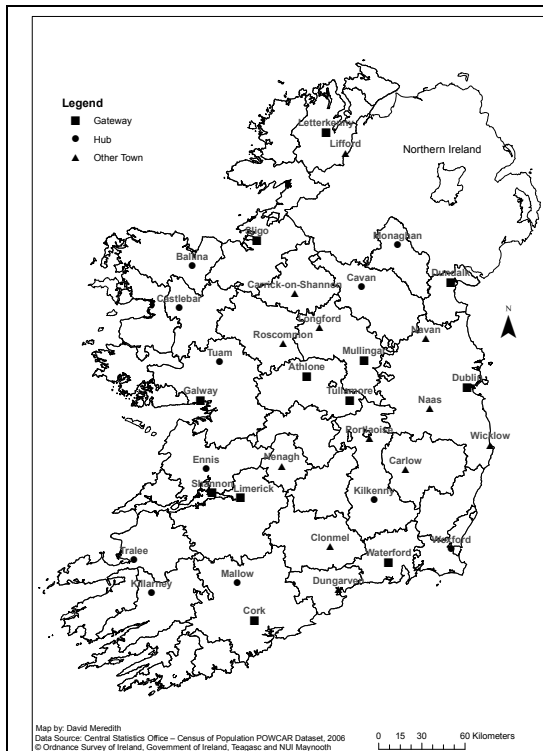 Legend
Gateway
Hub
Other Town
Letterkenny
Lifford
Northern Ireland
Sligo
Monaghan
Ballina
Dundalk
Cavan
Carrick-on-Shannon
Castlebar
N
Longford
Navan
Roscommon
Tuam
Mullingar
Athlone
Dublin
Galway
Tullamore
Naas
Portlaoise
Wicklow
Nenagh
Ennis
Carlow
Shannon
Limerick
Kilkenny
Clonmel
Wexford
Tralee
Waterford
Mallow
Killarney
Dungarven
Cork
Map by: David Meredith
Data Source: Central Statistics Office – Census of Population POWCAR Dataset, 2006
© Ordnance Survey of Ireland, Government of Ireland, Teagasc and NUI Maynooth
0 15 30 60 Kilometers